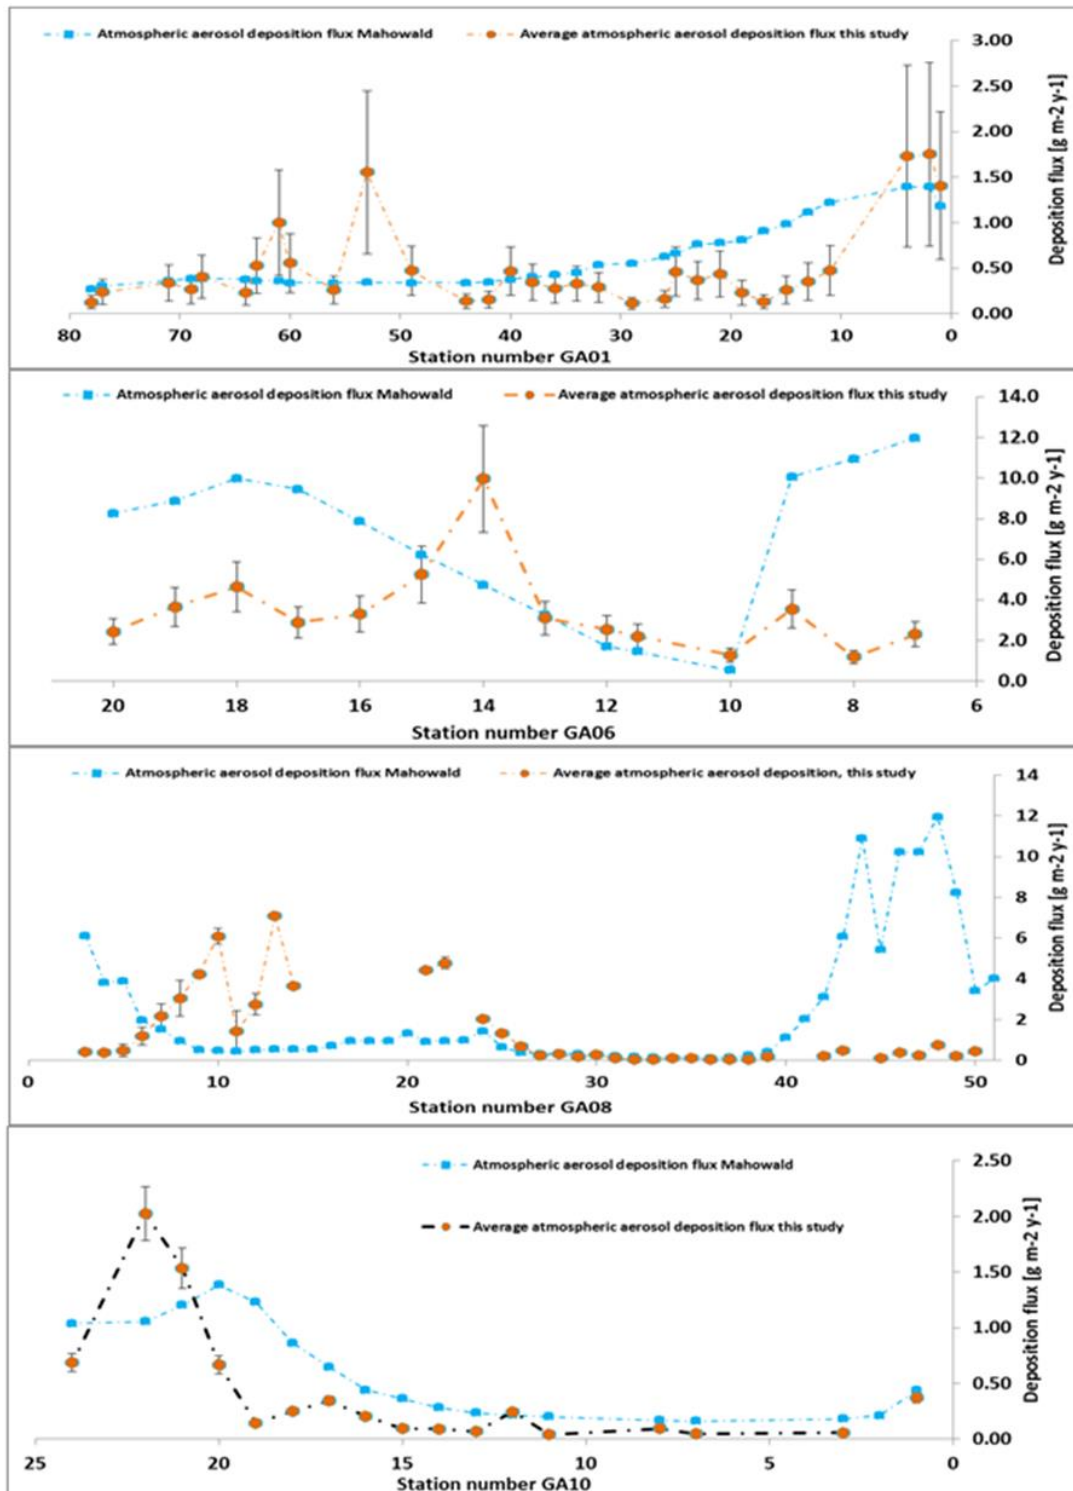 Atmospheric aerosol deposition flux Mahowald Average atmospheric aerosol deposition flux this study
3.00
2.50
2.00
1.50
1.00
0.50
0.00
Deposition flux [g m-2 y-1]
80 70 60 50 40 30 20 10 0
Station number GA01
Atmospheric aerosol deposition flux Mahowald Average atmospheric aerosol deposition flux this study
14.0
12.0
10.0
8.0
6.0
4.0
2.0
0.0
Deposition flux [g m-2 y-1]
20 18 16 14 12 10 8 6
Station number GA06
Atmospheric aerosol deposition flux Mahowald Average atmospheric aerosol deposition, this study
14
12
10
8
6
4
2
0
Deposition flux [g m-2 y-1]
0 10 20 30 40 50
Station number GA08
Atmospheric aerosol deposition flux Mahowald
Average atmospheric aerosol deposition flux this study
2.50
2.00
1.50
1.00
0.50
0.00
Deposition flux [g m-2 y-1]
25 20 15 10 5 0
Station number GA10